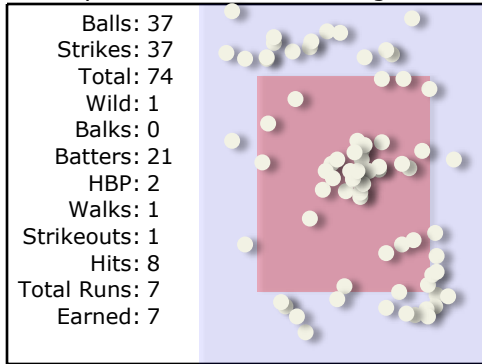 Balls: 37
Strikes: 37
Total: 74
Wild: 1
Balks: 0
Batters: 21
HBP: 2
Walks: 1
Strikeouts: 1
Hits: 8
Total Runs: 7
Earned: 7